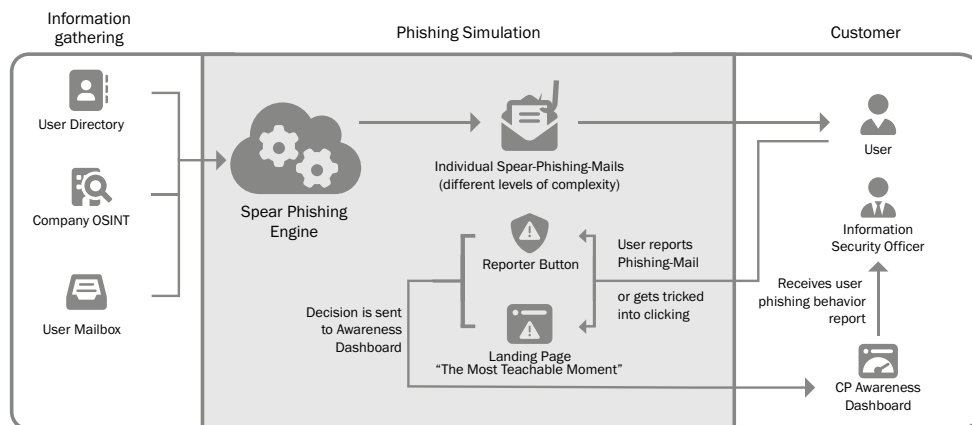 Information
gathering
Phishing Simulation
Customer
User Directory
Company OSINT
User Mailbox
Spear Phishing
Engine
Individual Spear-Phishing-Mails
(different levels of complexity)
User
Information
Security Officer
Reporter Button
User reports
Phishing-Mail
or gets tricked
into clicking
Receives user
phishing behavior
report
Decision is sent
to Awareness
Dashboard
Landing Page
“The Most Teachable Moment”
CP Awareness
Dashboard